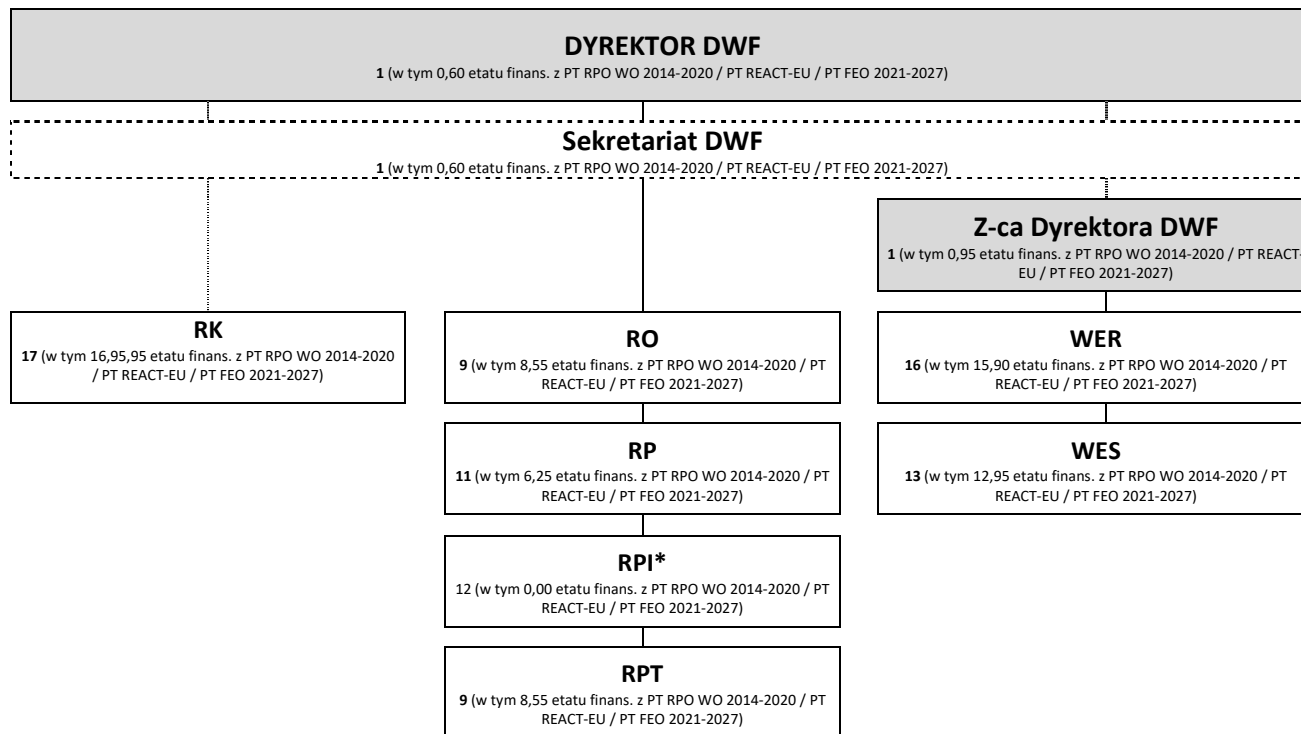 DYREKTOR DWF
1 (w tym 0,60 etatu finans. z PT RPO WO 2014-2020 / PT REACT-EU / PT FEO 2021-2027)
Sekretariat DWF
1 (w tym 0,60 etatu finans. z PT RPO WO 2014-2020 / PT REACT-EU / PT FEO 2021-2027)
Z-ca Dyrektora DWF
1 (w tym 0,95 etatu finans. z PT RPO WO 2014-2020 / PT REACT-
EU / PT FEO 2021-2027)
RK
17 (w tym 16,95,95 etatu finans. z PT RPO WO 2014-2020
/ PT REACT-EU / PT FEO 2021-2027)
RO
9 (w tym 8,55 etatu finans. z PT RPO WO 2014-2020 / PT
REACT-EU / PT FEO 2021-2027)
WER
16 (w tym 15,90 etatu finans. z PT RPO WO 2014-2020 / PT
REACT-EU / PT FEO 2021-2027)
RP
11 (w tym 6,25 etatu finans. z PT RPO WO 2014-2020 / PT
REACT-EU / PT FEO 2021-2027)
WES
13 (w tym 12,95 etatu finans. z PT RPO WO 2014-2020 / PT
REACT-EU / PT FEO 2021-2027)
RPI*
12 (w tym 0,00 etatu finans. z PT RPO WO 2014-2020 / PT
REACT-EU / PT FEO 2021-2027)
RPT
9 (w tym 8,55 etatu finans. z PT RPO WO 2014-2020 / PT
REACT-EU / PT FEO 2021-2027)